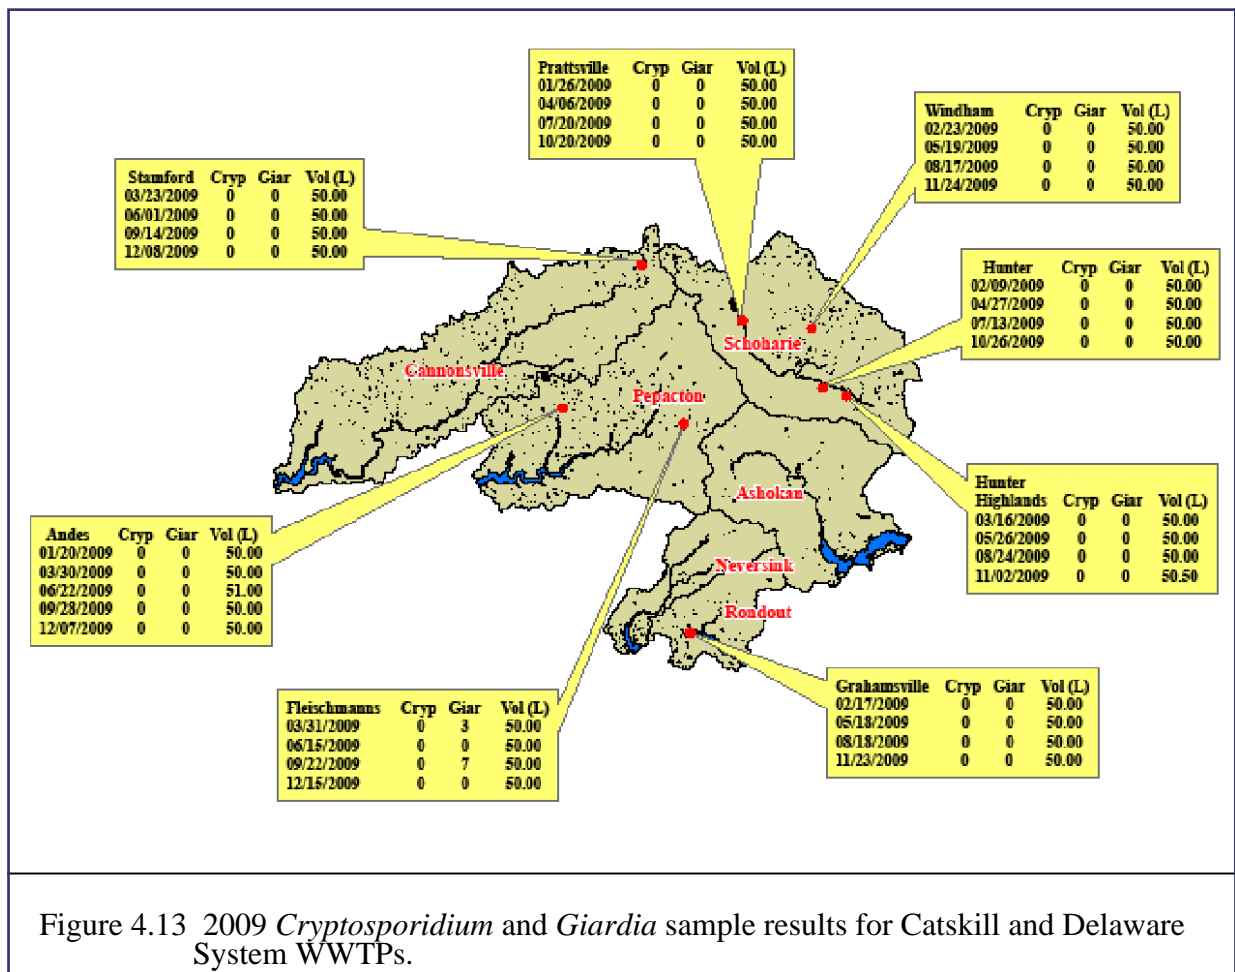 Prattsville Cryp Giar Vol (L)
01/26/2009 0 0 50.00
04/06/2009 0 0 50.00
07/20/2009 0 0 50.00
10/20/2009 0 0 50.00
Windham Cryp Giar Vol (L)
02/23/2009 0 0 50.00
05/19/2009 0 0 50.00
08/17/2009 0 0 50.00
11/24/2009 0 0 50.00
Stamford Cryp Giar Vol (L)
03/23/2009 0 0 50.00
06/01/2009 0 0 50.00
09/14/2009 0 0 50.00
12/08/2009 0 0 50.00
Hunter Cryp Giar Vol (L)
02/09/2009 0 0 50.00
04/27/2009 0 0 50.00
07/13/2009 0 0 50.00
10/26/2009 0 0 50.00
Schoharie
Cannonsville
Pepacton
Ashokan
Neversink
Rondout
Hunter
Highlands Cryp Giar Vol (L)
03/16/2009 0 0 50.00
05/26/2009 0 0 50.00
08/24/2009 0 0 50.00
11/02/2009 0 0 50.50
Andes Cryp Giar Vol (L)
01/20/2009 0 0 50.00
03/30/2009 0 0 50.00
06/22/2009 0 0 51.00
09/28/2009 0 0 50.00
12/07/2009 0 0 50.00
Fleischmanns Cryp Giar Vol (L)
03/31/2009 0 3 50.00
06/15/2009 0 0 50.00
09/22/2009 0 7 50.00
12/15/2009 0 0 50.00
Grahamsville Cryp Giar Vol (L)
02/17/2009 0 0 50.00
05/18/2009 0 0 50.00
08/18/2009 0 0 50.00
11/23/2009 0 0 50.00
Figure 4.13 2009 Cryptosporidium and Giardia sample results for Catskill and Delaware
System WWTPs.